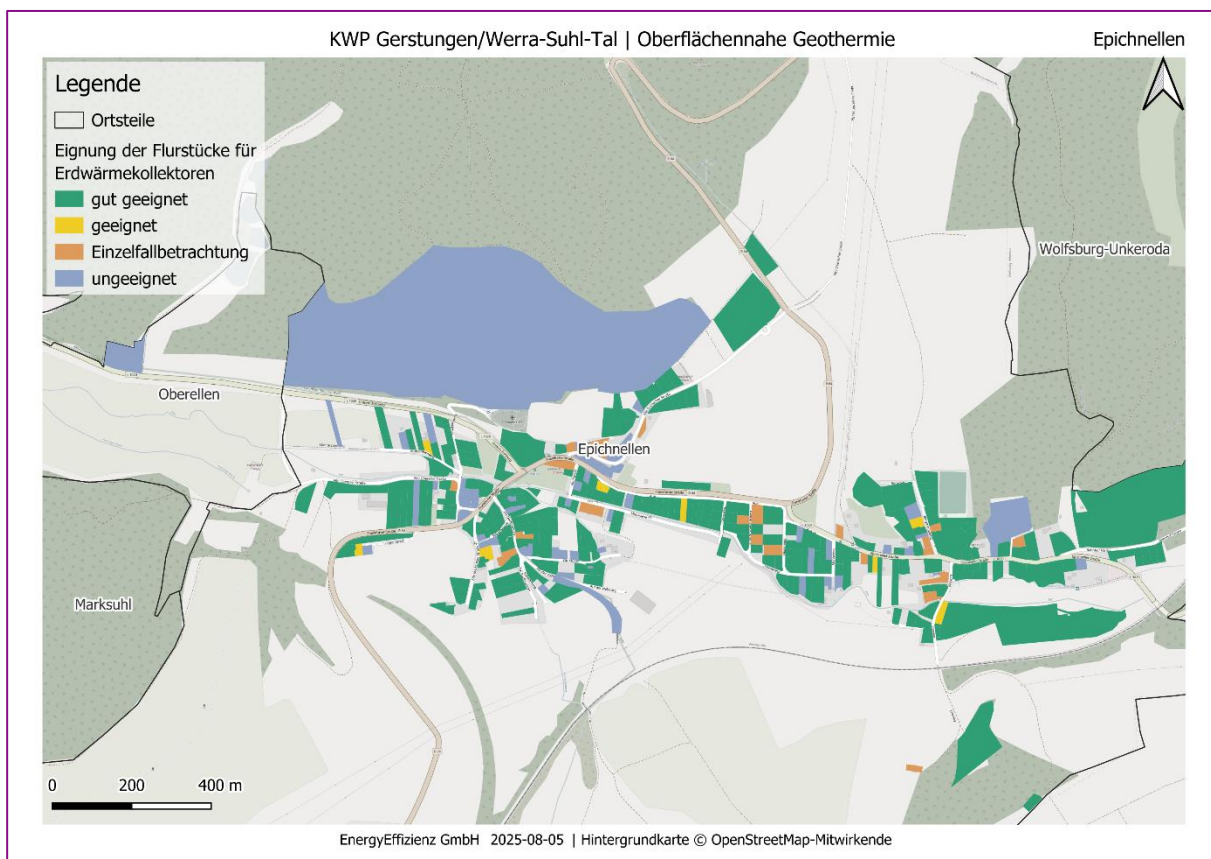 KWP Gerstungen/Werra-Suhl-Tal | Oberflächennahe Geothermie
Epichnellen
Legende
Ortsteile
Eignung der Flurstücke für
Erdwärmekollektoren
gut geeignet
geeignet
Einzelfallbetrachtung
ungeeignet
Wolfsburg-Unkeroda
Oberellen
Epichnellen
Marksuhl
0 200 400 m
EnergyEffizienz GmbH 2025-08-05 | Hintergrundkarte © OpenStreetMap-Mitwirkende